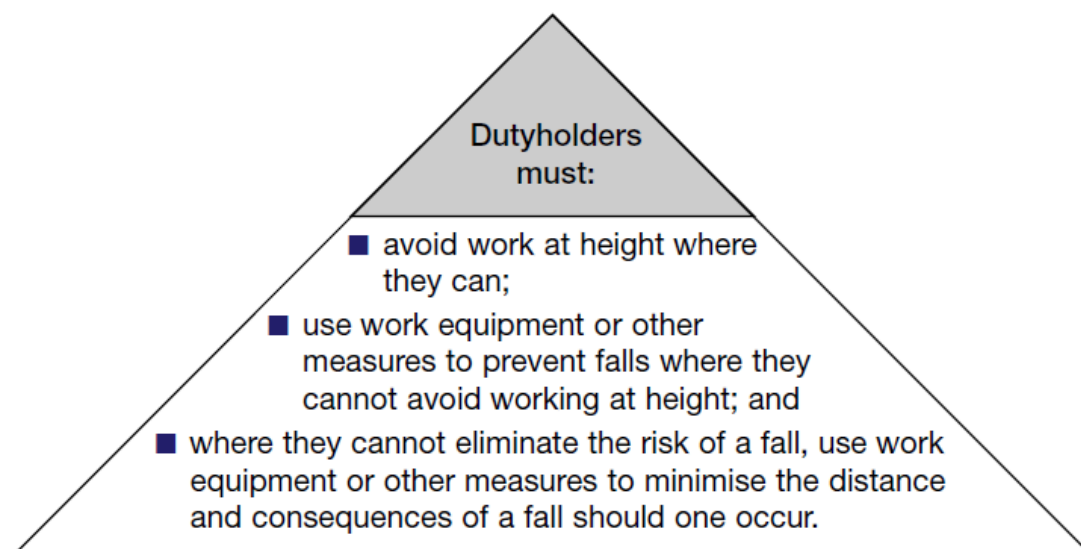 Dutyholders
must:
■ avoid work at height where
they can;
■ use work equipment or other
measures to prevent falls where they
cannot avoid working at height; and
■ where they cannot eliminate the risk of a fall, use work
equipment or other measures to minimise the distance
and consequences of a fall should one occur.